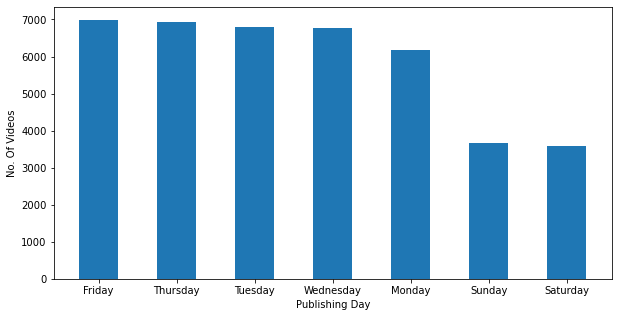 7000
6000
5000
4000
3000
2000
1000
0
No. Of Videos
Friday Thursday Tuesday Wednesday Monday Sunday Saturday
Publishing Day